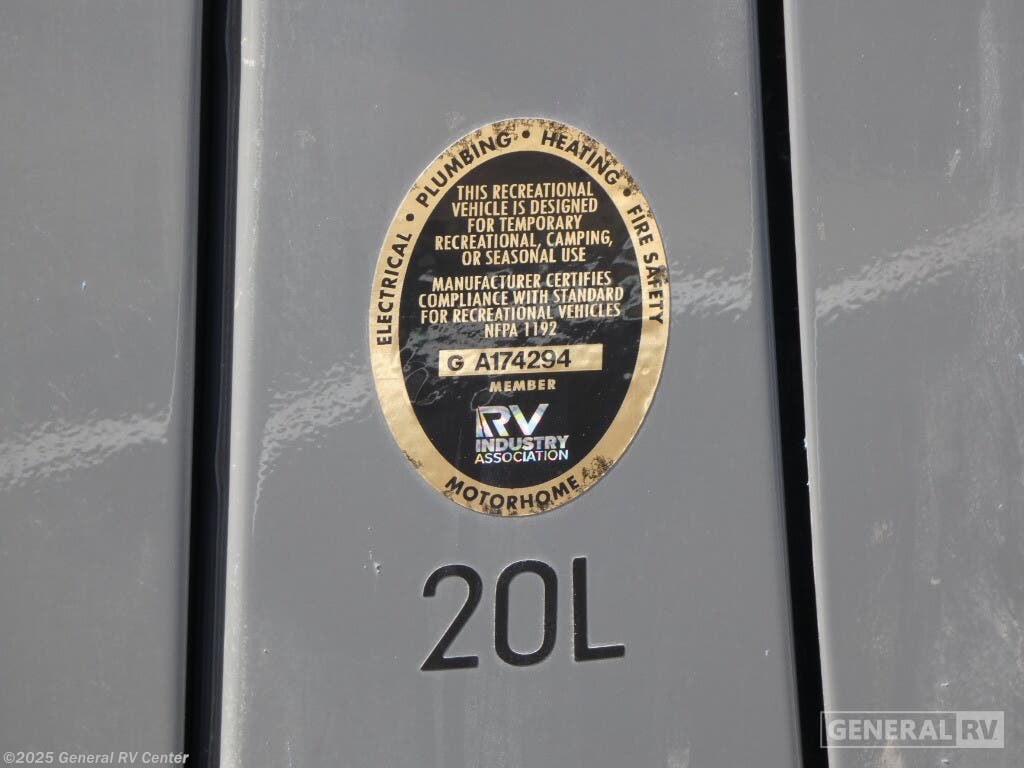 ELECTRICAL • PLUMBING • HEATING • FIRE SAFETY
THIS RECREATIONAL
VEHICLE IS DESIGNED
FOR TEMPORARY
RECREATIONAL, CAMPING,
OR SEASONAL USE
MANUFACTURER CERTIFIES
COMPLIANCE WITH STANDARD
FOR RECREATIONAL VEHICLES
NFPA 1192
G A174294
MEMBER
RV
INDUSTRY
ASSOCIATION
MOTORHOME
20L
GENERAL RV
©2025 General RV Center